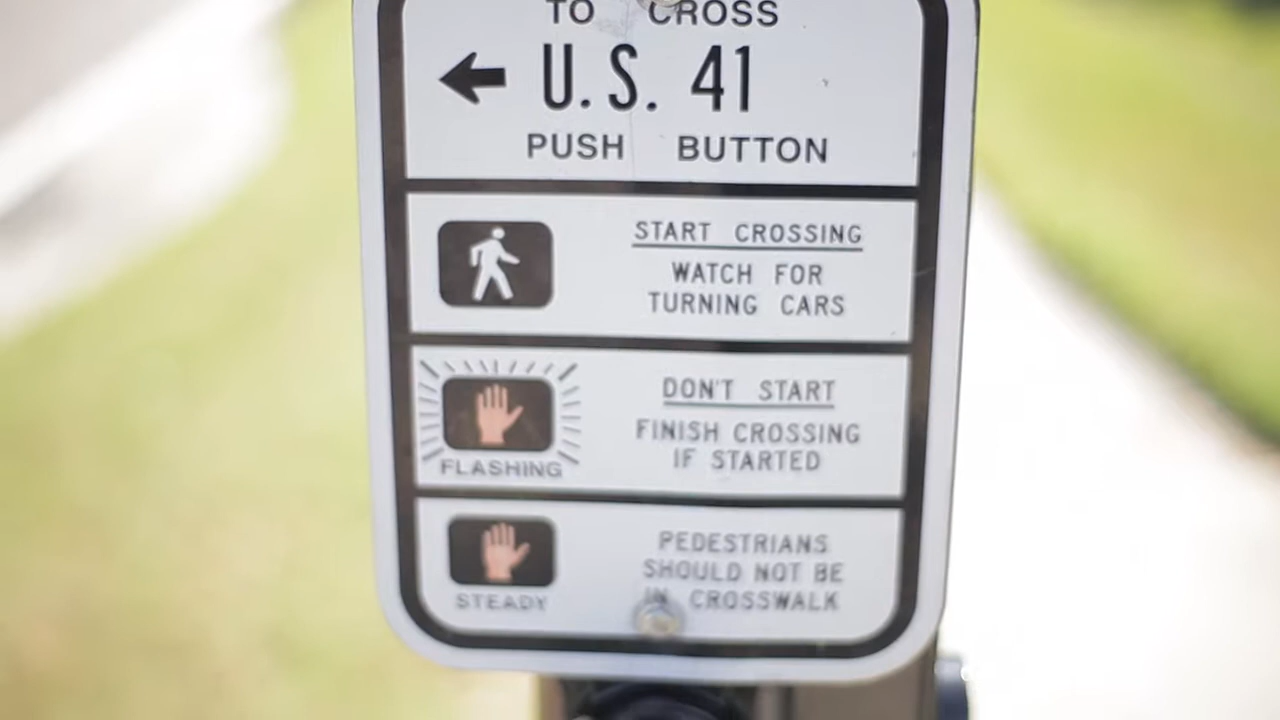 TO CROSS
U.S. 41
PUSH BUTTON
START CROSSING
WATCH FOR
TURNING CARS
DON'T START
FINISH CROSSING
IF STARTED
FLASHING
PEDESTRIANS
SHOULD NOT BE
IN CROSSWALK
STEADY